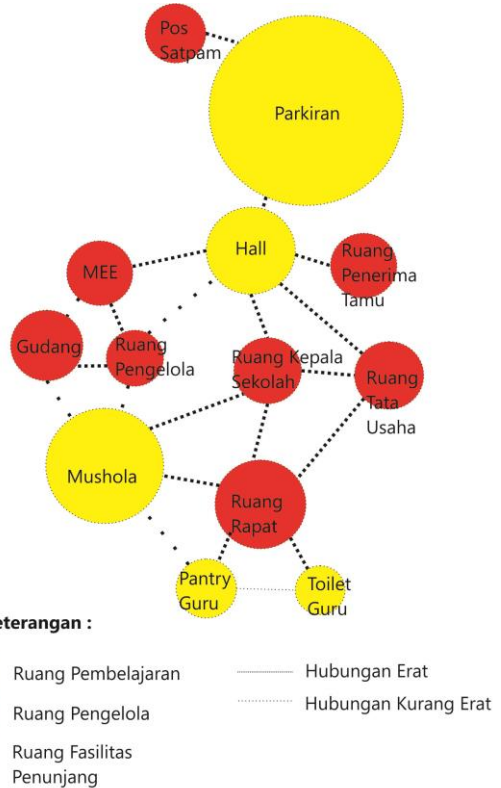 Pos
Satpam
Parkiran
Hall
Ruang
Penerima
Tamu
MEE
Gudang
Ruang
Pengelola
Ruang Kepala
Sekolah
Ruang
Tata
Usaha
Mushola
Ruang
Rapat
Pantry
Guru
Toilet
Guru
eterangan :
Ruang Pembelajaran
Hubungan Erat
Ruang Pengelola
Hubungan Kurang Erat
Ruang Fasilitas
Penunjang